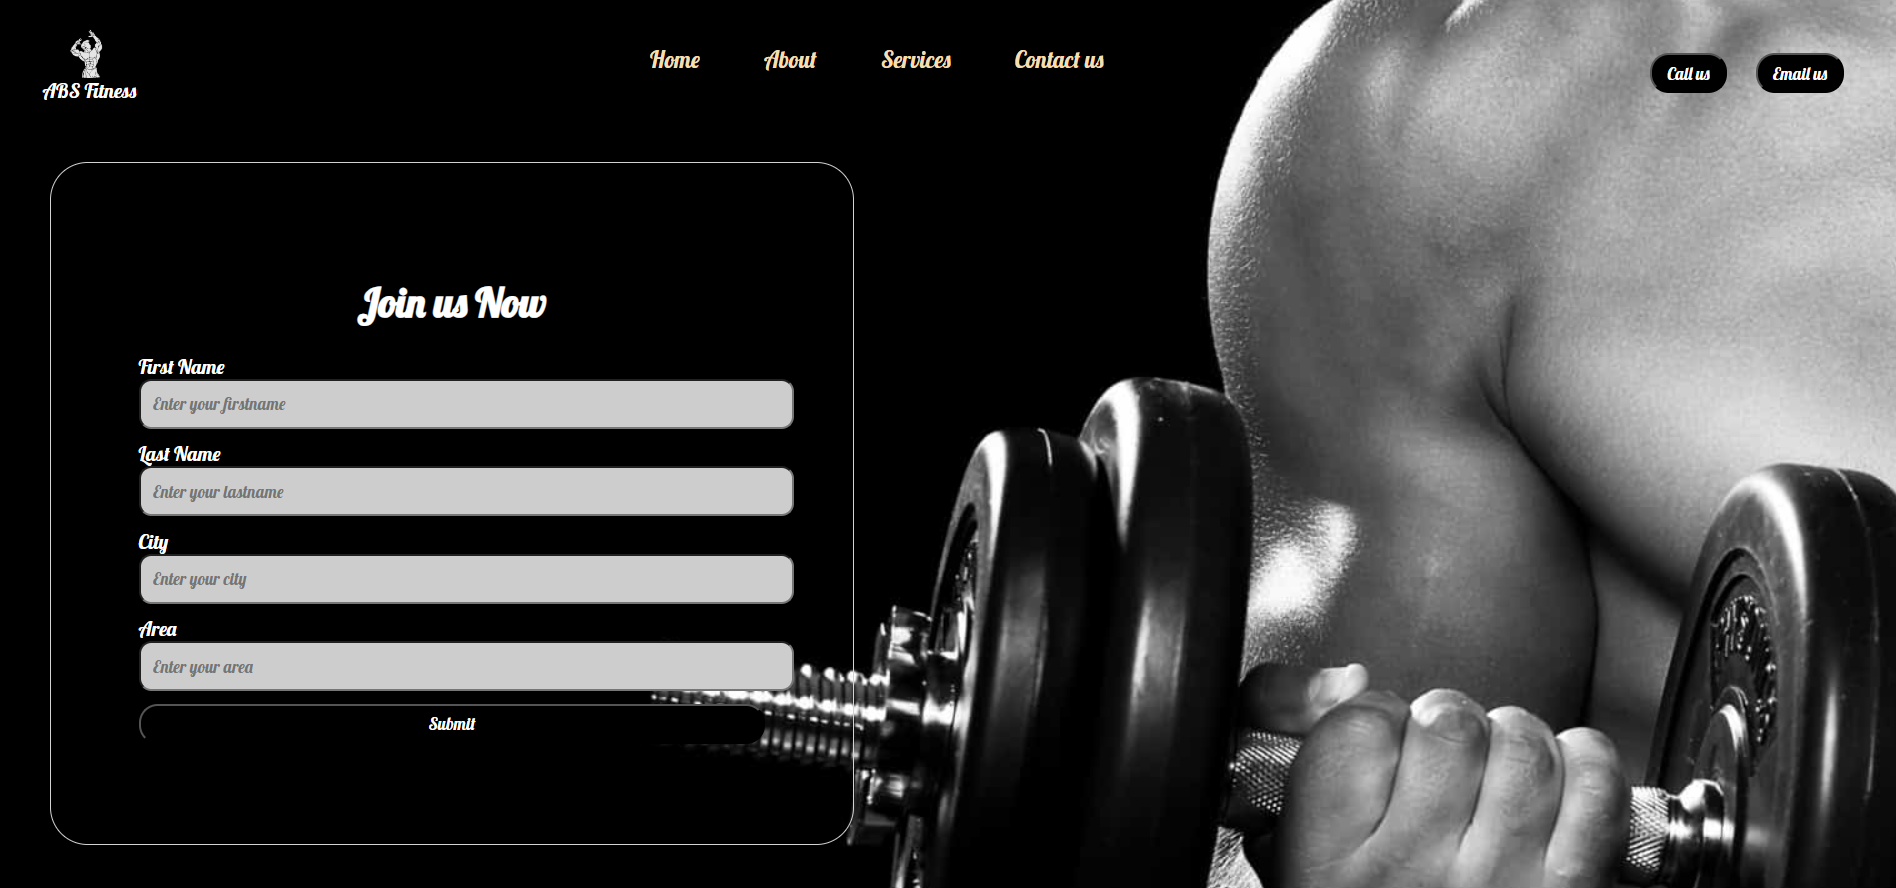 ABS Fitness
Home About Services Contact us
Call us Email us
Join us Now
First Name
Enter your firstname
Last Name
Enter your lastname
City
Enter your city
Area
Enter your area
Submit